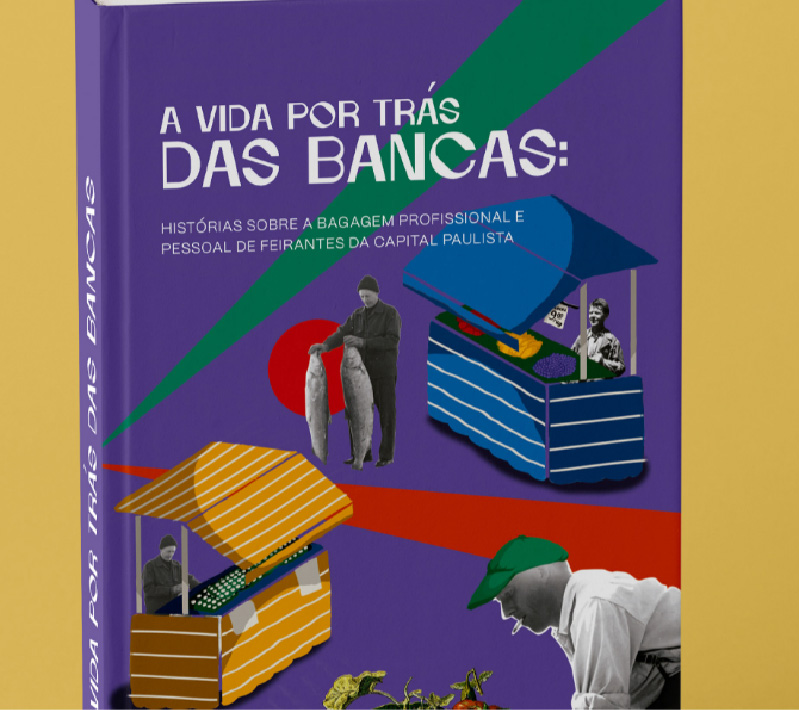 A VIDA POR TRÁS
DAS BANCAS:
HISTÓRIAS SOBRE A BAGAGEM PROFISSIONAL E
PESSOAL DE FEIRANTES DA CAPITAL PAULISTA
VIDA POR TRÁS DAS BANCAS